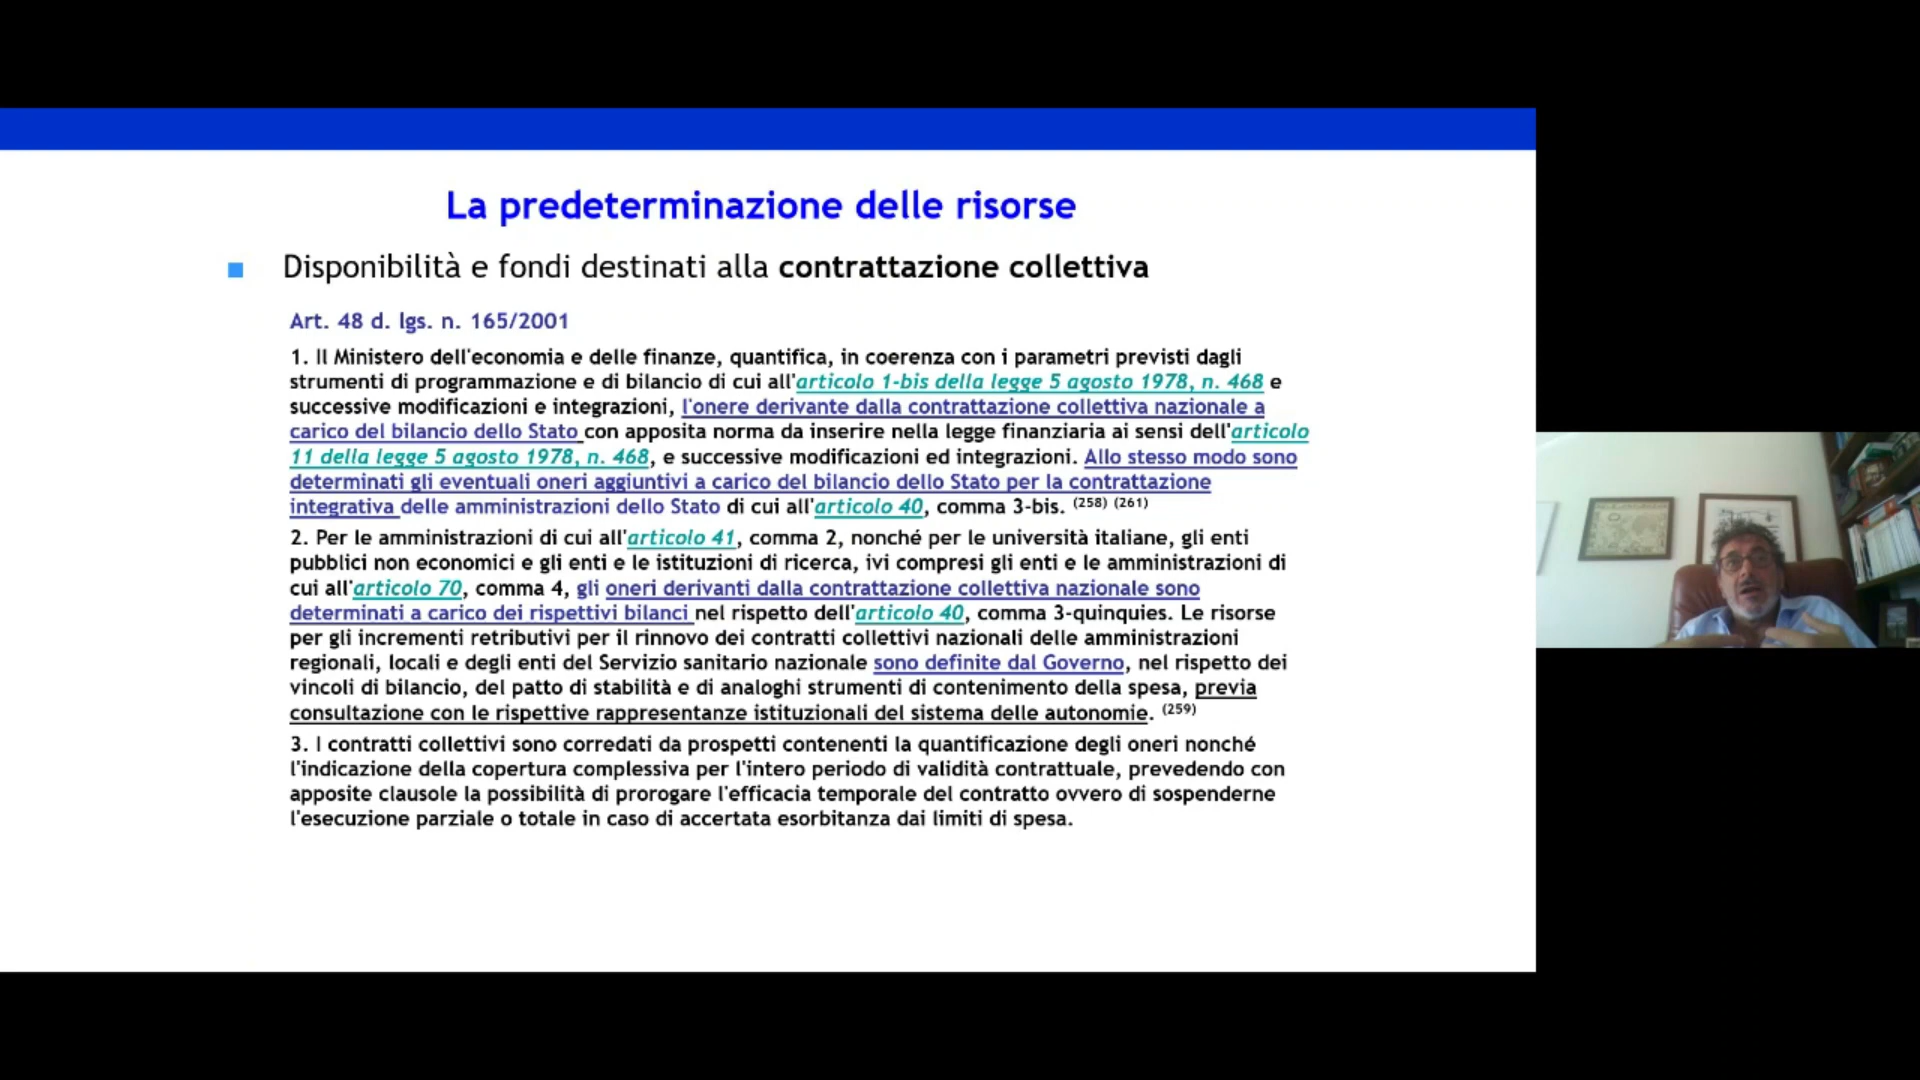 La predeterminazione delle risorse
Disponibilità e fondi destinati alla contrattazione collettiva
Art. 48 d. lgs. n. 165/2001
1. Il Ministero dell'economia e delle finanze, quantifica, in coerenza con i parametri previsti dagli
strumenti di programmazione e di bilancio di cui all'articolo 1-bis della legge 5 agosto 1978, n. 468 e
successive modificazioni e integrazioni, l'onere derivante dalla contrattazione collettiva nazionale a
carico del bilancio dello Stato con apposita norma da inserire nella legge finanziaria ai sensi dell'articolo
11 della legge 5 agosto 1978, n. 468, e successive modificazioni ed integrazioni. Allo stesso modo sono
determinati gli eventuali oneri aggiuntivi a carico del bilancio dello Stato per la contrattazione
integrativa delle amministrazioni dello Stato di cui all'articolo 40, comma 3-bis. (258) (261)
2. Per le amministrazioni di cui all'articolo 41, comma 2, nonché per le università italiane, gli enti
pubblici non economici e gli enti e le istituzioni di ricerca, ivi compresi gli enti e le amministrazioni di
cui all'articolo 70, comma 4, gli oneri derivanti dalla contrattazione collettiva nazionale sono
determinati a carico dei rispettivi bilanci nel rispetto dell'articolo 40, comma 3-quinquies. Le risorse
per gli incrementi retributivi per il rinnovo dei contratti collettivi nazionali delle amministrazioni
regionali, locali e degli enti del Servizio sanitario nazionale sono definite dal Governo, nel rispetto dei
vincoli di bilancio, del patto di stabilità e di analoghi strumenti di contenimento della spesa, previa
consultazione con le rispettive rappresentanze istituzionali del sistema delle autonomie. (259)
3. I contratti collettivi sono corredati da prospetti contenenti la quantificazione degli oneri nonché
l'indicazione della copertura complessiva per l'intero periodo di validità contrattuale, prevedendo con
apposite clausole la possibilità di prorogare l'efficacia temporale del contratto ovvero di sospenderne
l'esecuzione parziale o totale in caso di accertata esorbitanza dai limiti di spesa.